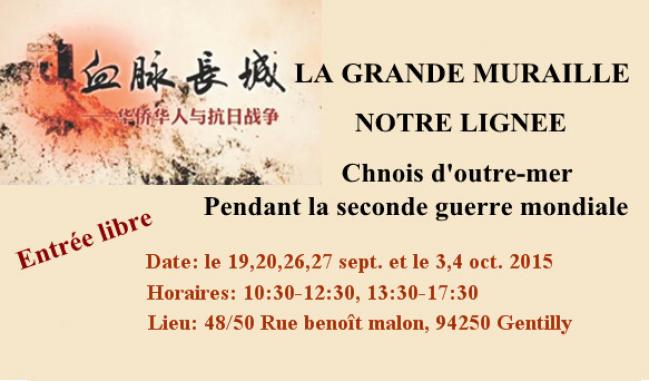 血脉長城
——华侨华人与抗日战争
LA GRANDE MURAILLE
NOTRE LIGNEE
Chnois d'outre-mer
Pendant la seconde guerre mondiale
Entrée libre
Date: le 19,20,26,27 sept. et le 3,4 oct. 2015
Horaires: 10:30-12:30, 13:30-17:30
Lieu: 48/50 Rue benoît malon, 94250 Gentilly